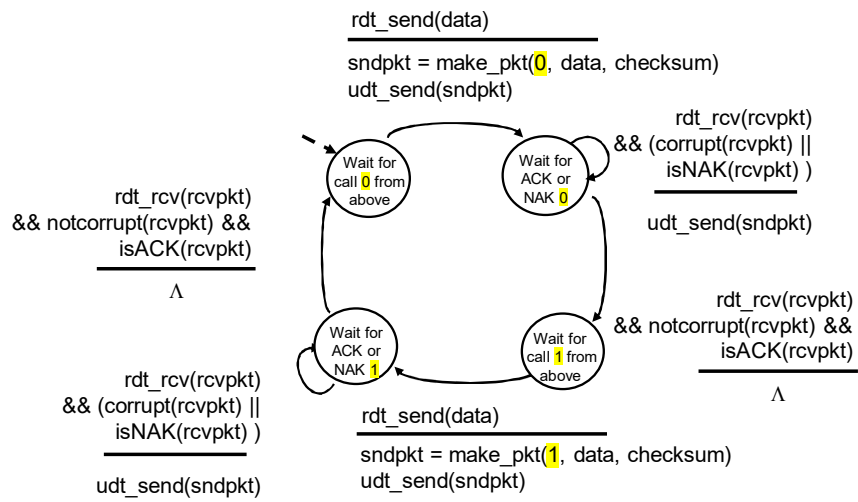 rdt_send(data)
sndpkt = make_pkt(0, data, checksum)
udt_send(sndpkt)
Wait for
call 0 from
above
Wait for
ACK or
NAK 0
rdt_rcv(rcvpkt)
&& (corrupt(rcvpkt) ||
isNAK(rcvpkt) )
udt_send(sndpkt)
rdt_rcv(rcvpkt)
&& notcorrupt(rcvpkt) &&
isACK(rcvpkt)
Λ
rdt_rcv(rcvpkt)
&& notcorrupt(rcvpkt) &&
isACK(rcvpkt)
Λ
Wait for
ACK or
NAK 1
Wait for
call 1 from
above
rdt_rcv(rcvpkt)
&& (corrupt(rcvpkt) ||
isNAK(rcvpkt) )
udt_send(sndpkt)
rdt_send(data)
sndpkt = make_pkt(1, data, checksum)
udt_send(sndpkt)